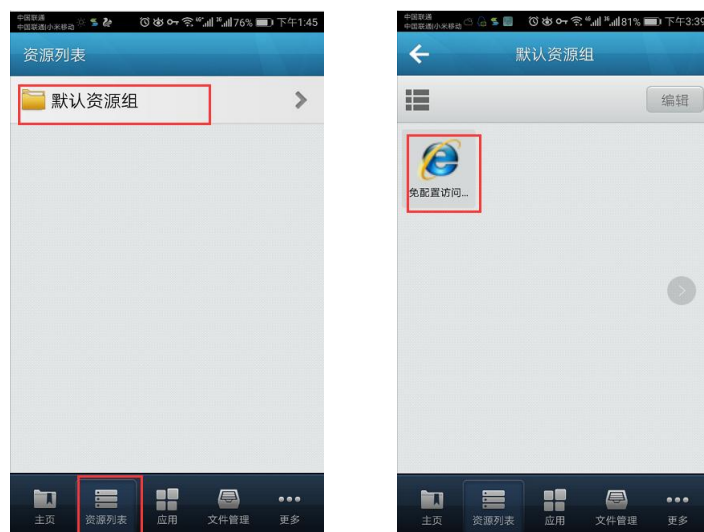 中国联通
中国联通|小米移动
76%
下午1:45
资源列表
默认资源组
主页
资源列表
应用
文件管理
更多
中国联通
中国联通|小米移动
81%
下午3:39
默认资源组
编辑
免配置访问...
主页
资源列表
应用
文件管理
更多